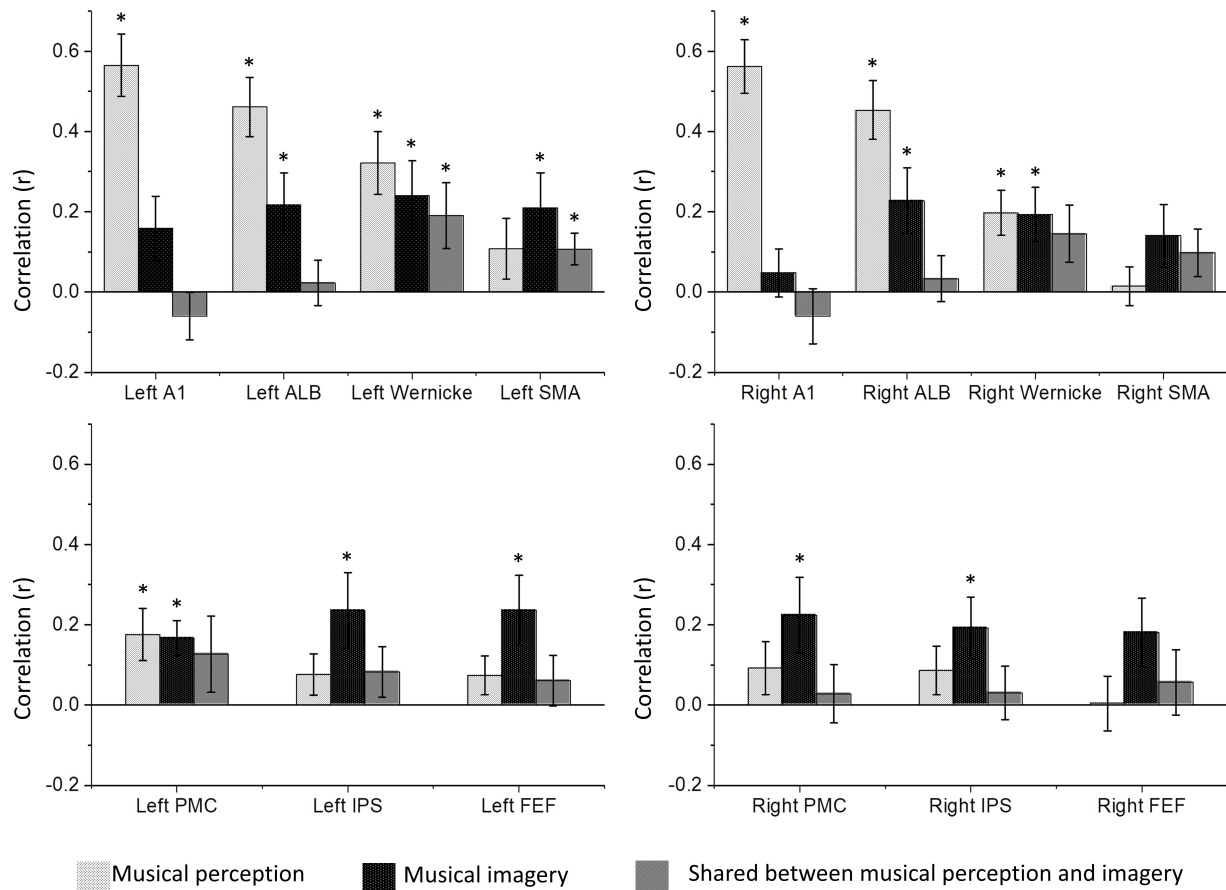 * *
0.6 0.6
* *
Correlation (r) Correlation (r)
* * * * *
0.4 0.4
* * * * * *
0.2 0.2
0.0 0.0
-0.2 -0.2
Left A1 Left ALB Left Wernicke Left SMA Right A1 Right ALB Right Wernicke Right SMA
0.6 0.6
Correlation (r) Correlation (r)
0.4 0.4
* * * * * *
0.2 0.2
0.0 0.0
-0.2 -0.2
Left PMC Left IPS Left FEF Right PMC Right IPS Right FEF
Musical perception Musical imagery Shared between musical perception and imagery